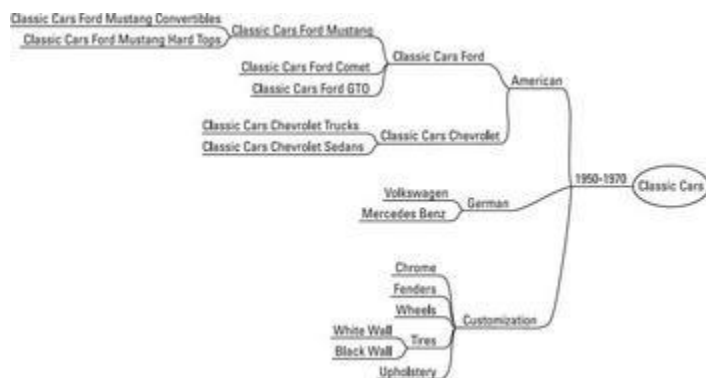 Classic Cars Ford Mustang Convertibles
Classic Cars Ford Mustang Hard Tops
Classic Cars Ford Mustang
Classic Cars Ford Comet
Classic Cars Ford GTO
Classic Cars Ford
American
Classic Cars Chevrolet Trucks
Classic Cars Chevrolet Sedans
Classic Cars Chevrolet
1950-1970
Classic Cars
Volkswagen
Mercedes Benz
German
Chrome
Fenders
Wheels
Customization
White Wall
Black Wall
Tires
Upholstery